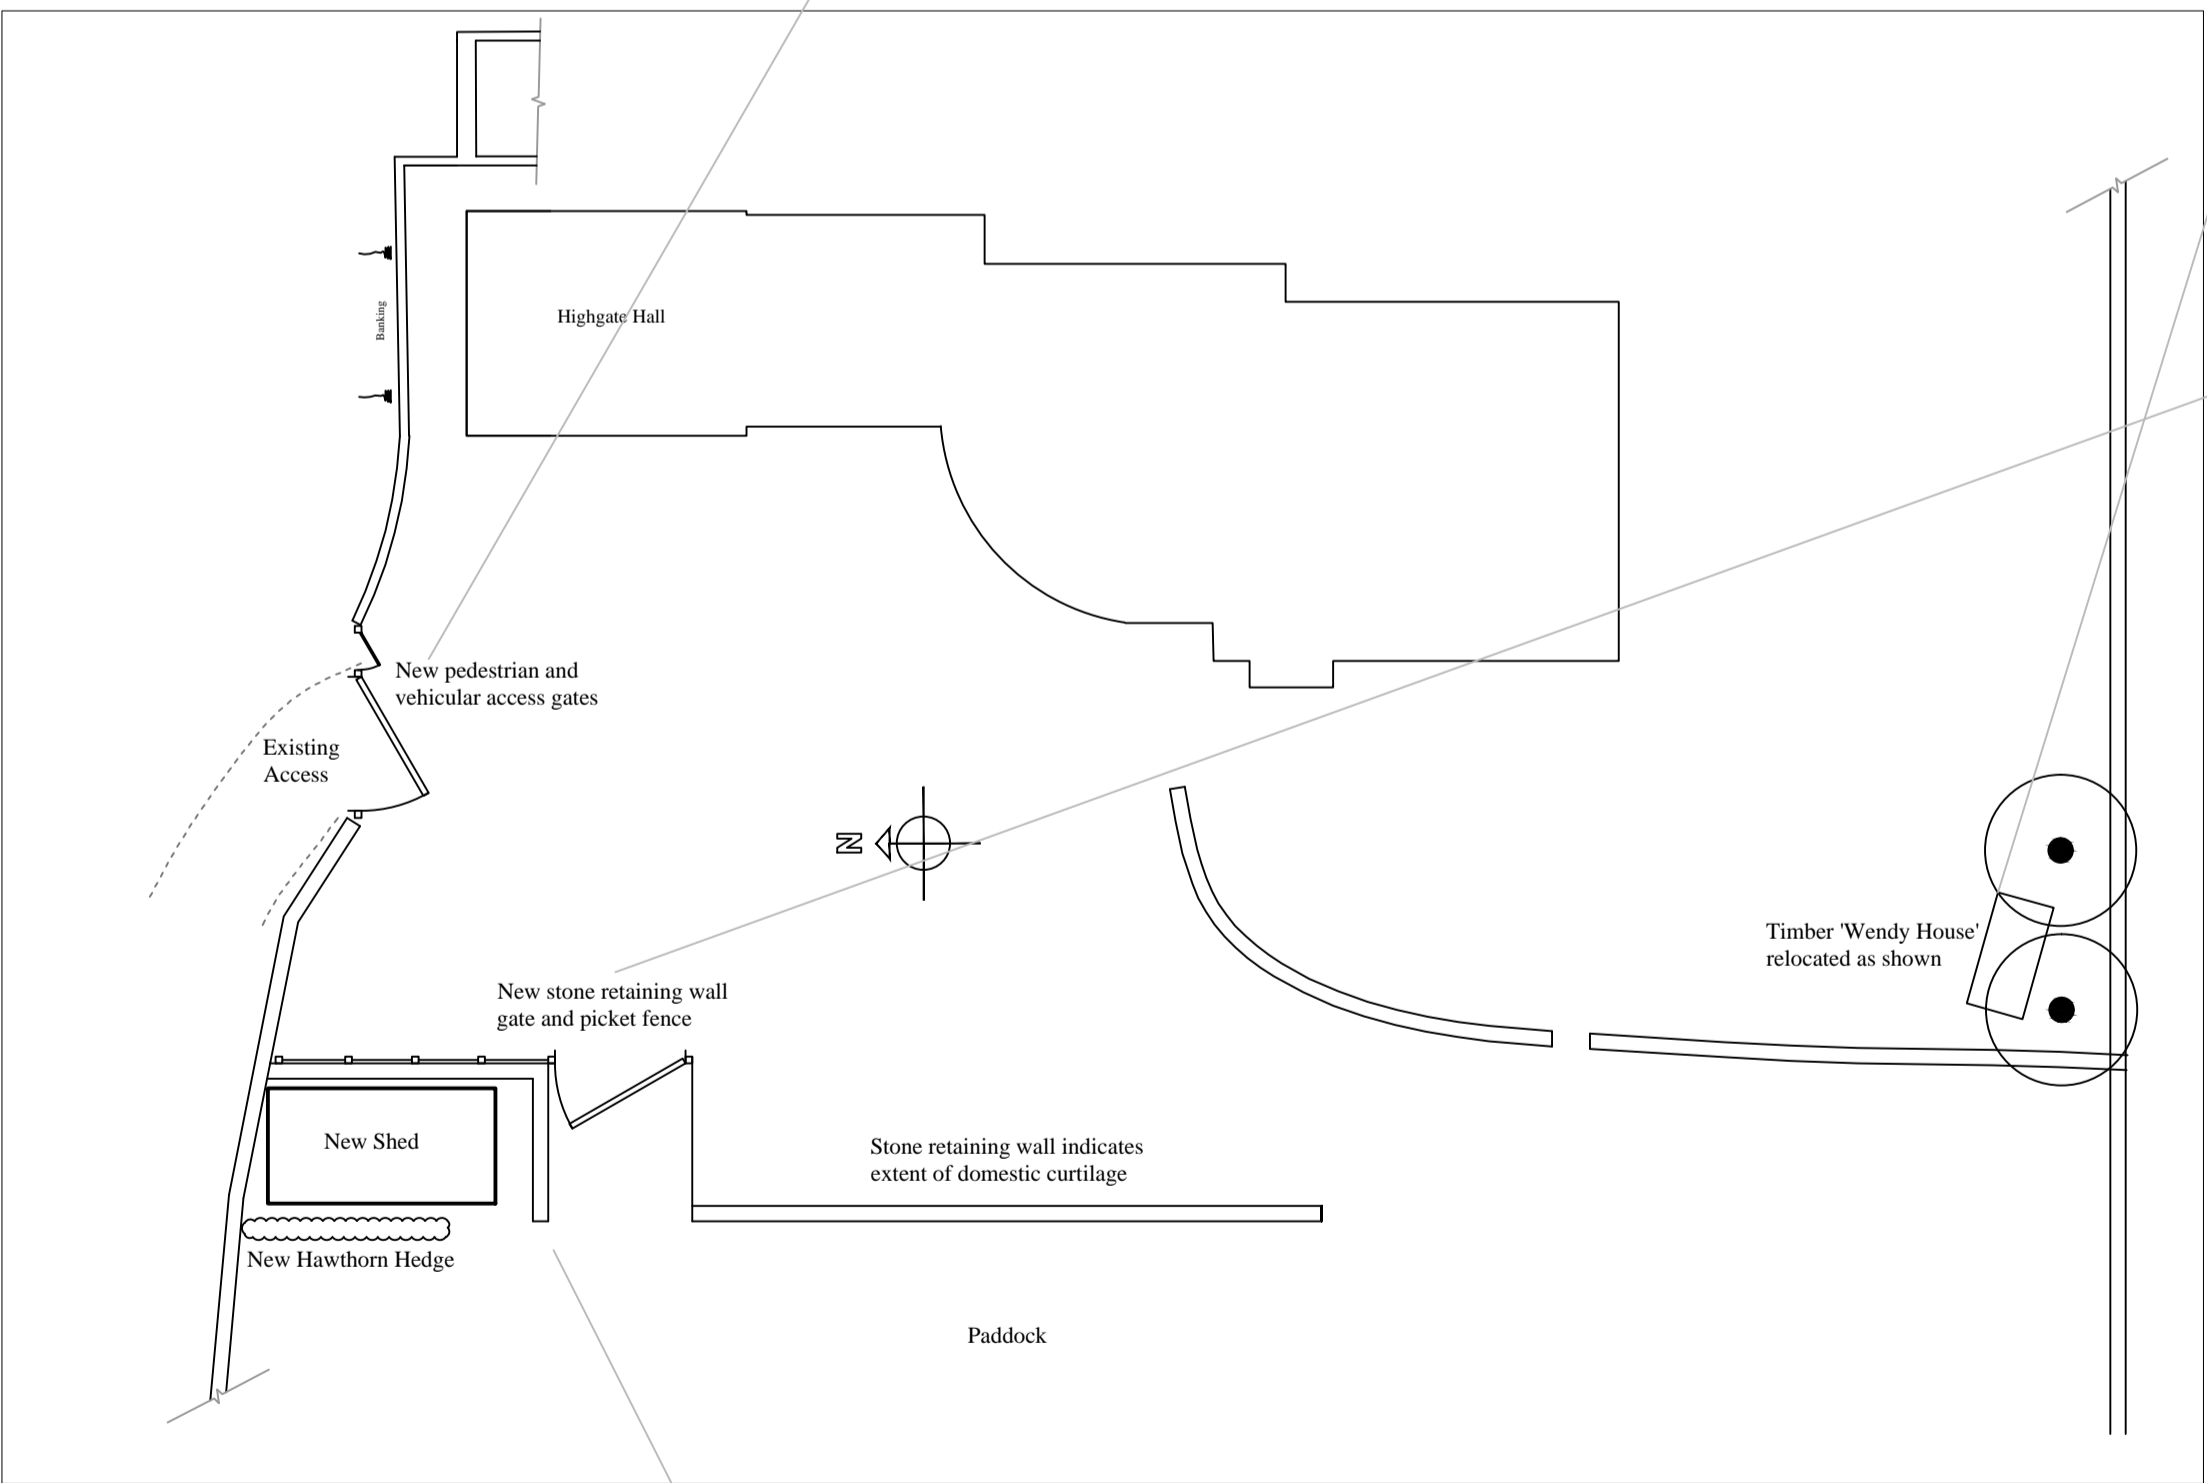 Highgate Hall
Banking
New pedestrian and
vehicular access gates
Existing
Access
N
Timber 'Wendy House'
relocated as shown
New stone retaining wall
gate and picket fence
New Shed
Stone retaining wall indicates
extent of domestic curtilage
New Hawthorn Hedge
Paddock